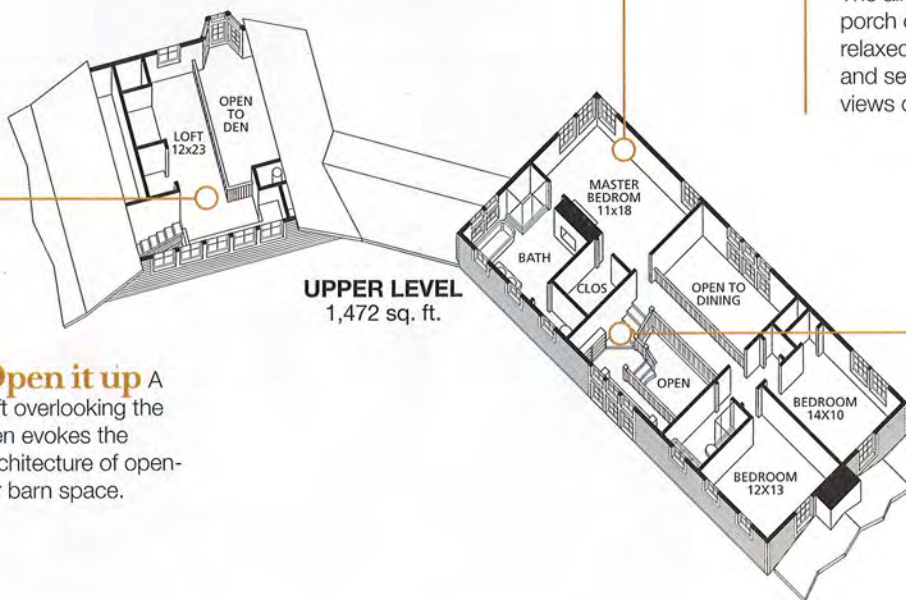 porch
relaxed
and se
views
OPEN
TO
DEN
LOFT
12x23
MASTER
BEDROM
11x18
BATH
CLOS
OPEN TO
DINING
UPPER LEVEL
1,472 sq. ft.
OPEN
BEDROOM
14X10
BEDROOM
12X13
pen it up A
ft overlooking the
en evokes the
chitecture of open-
r barn space.